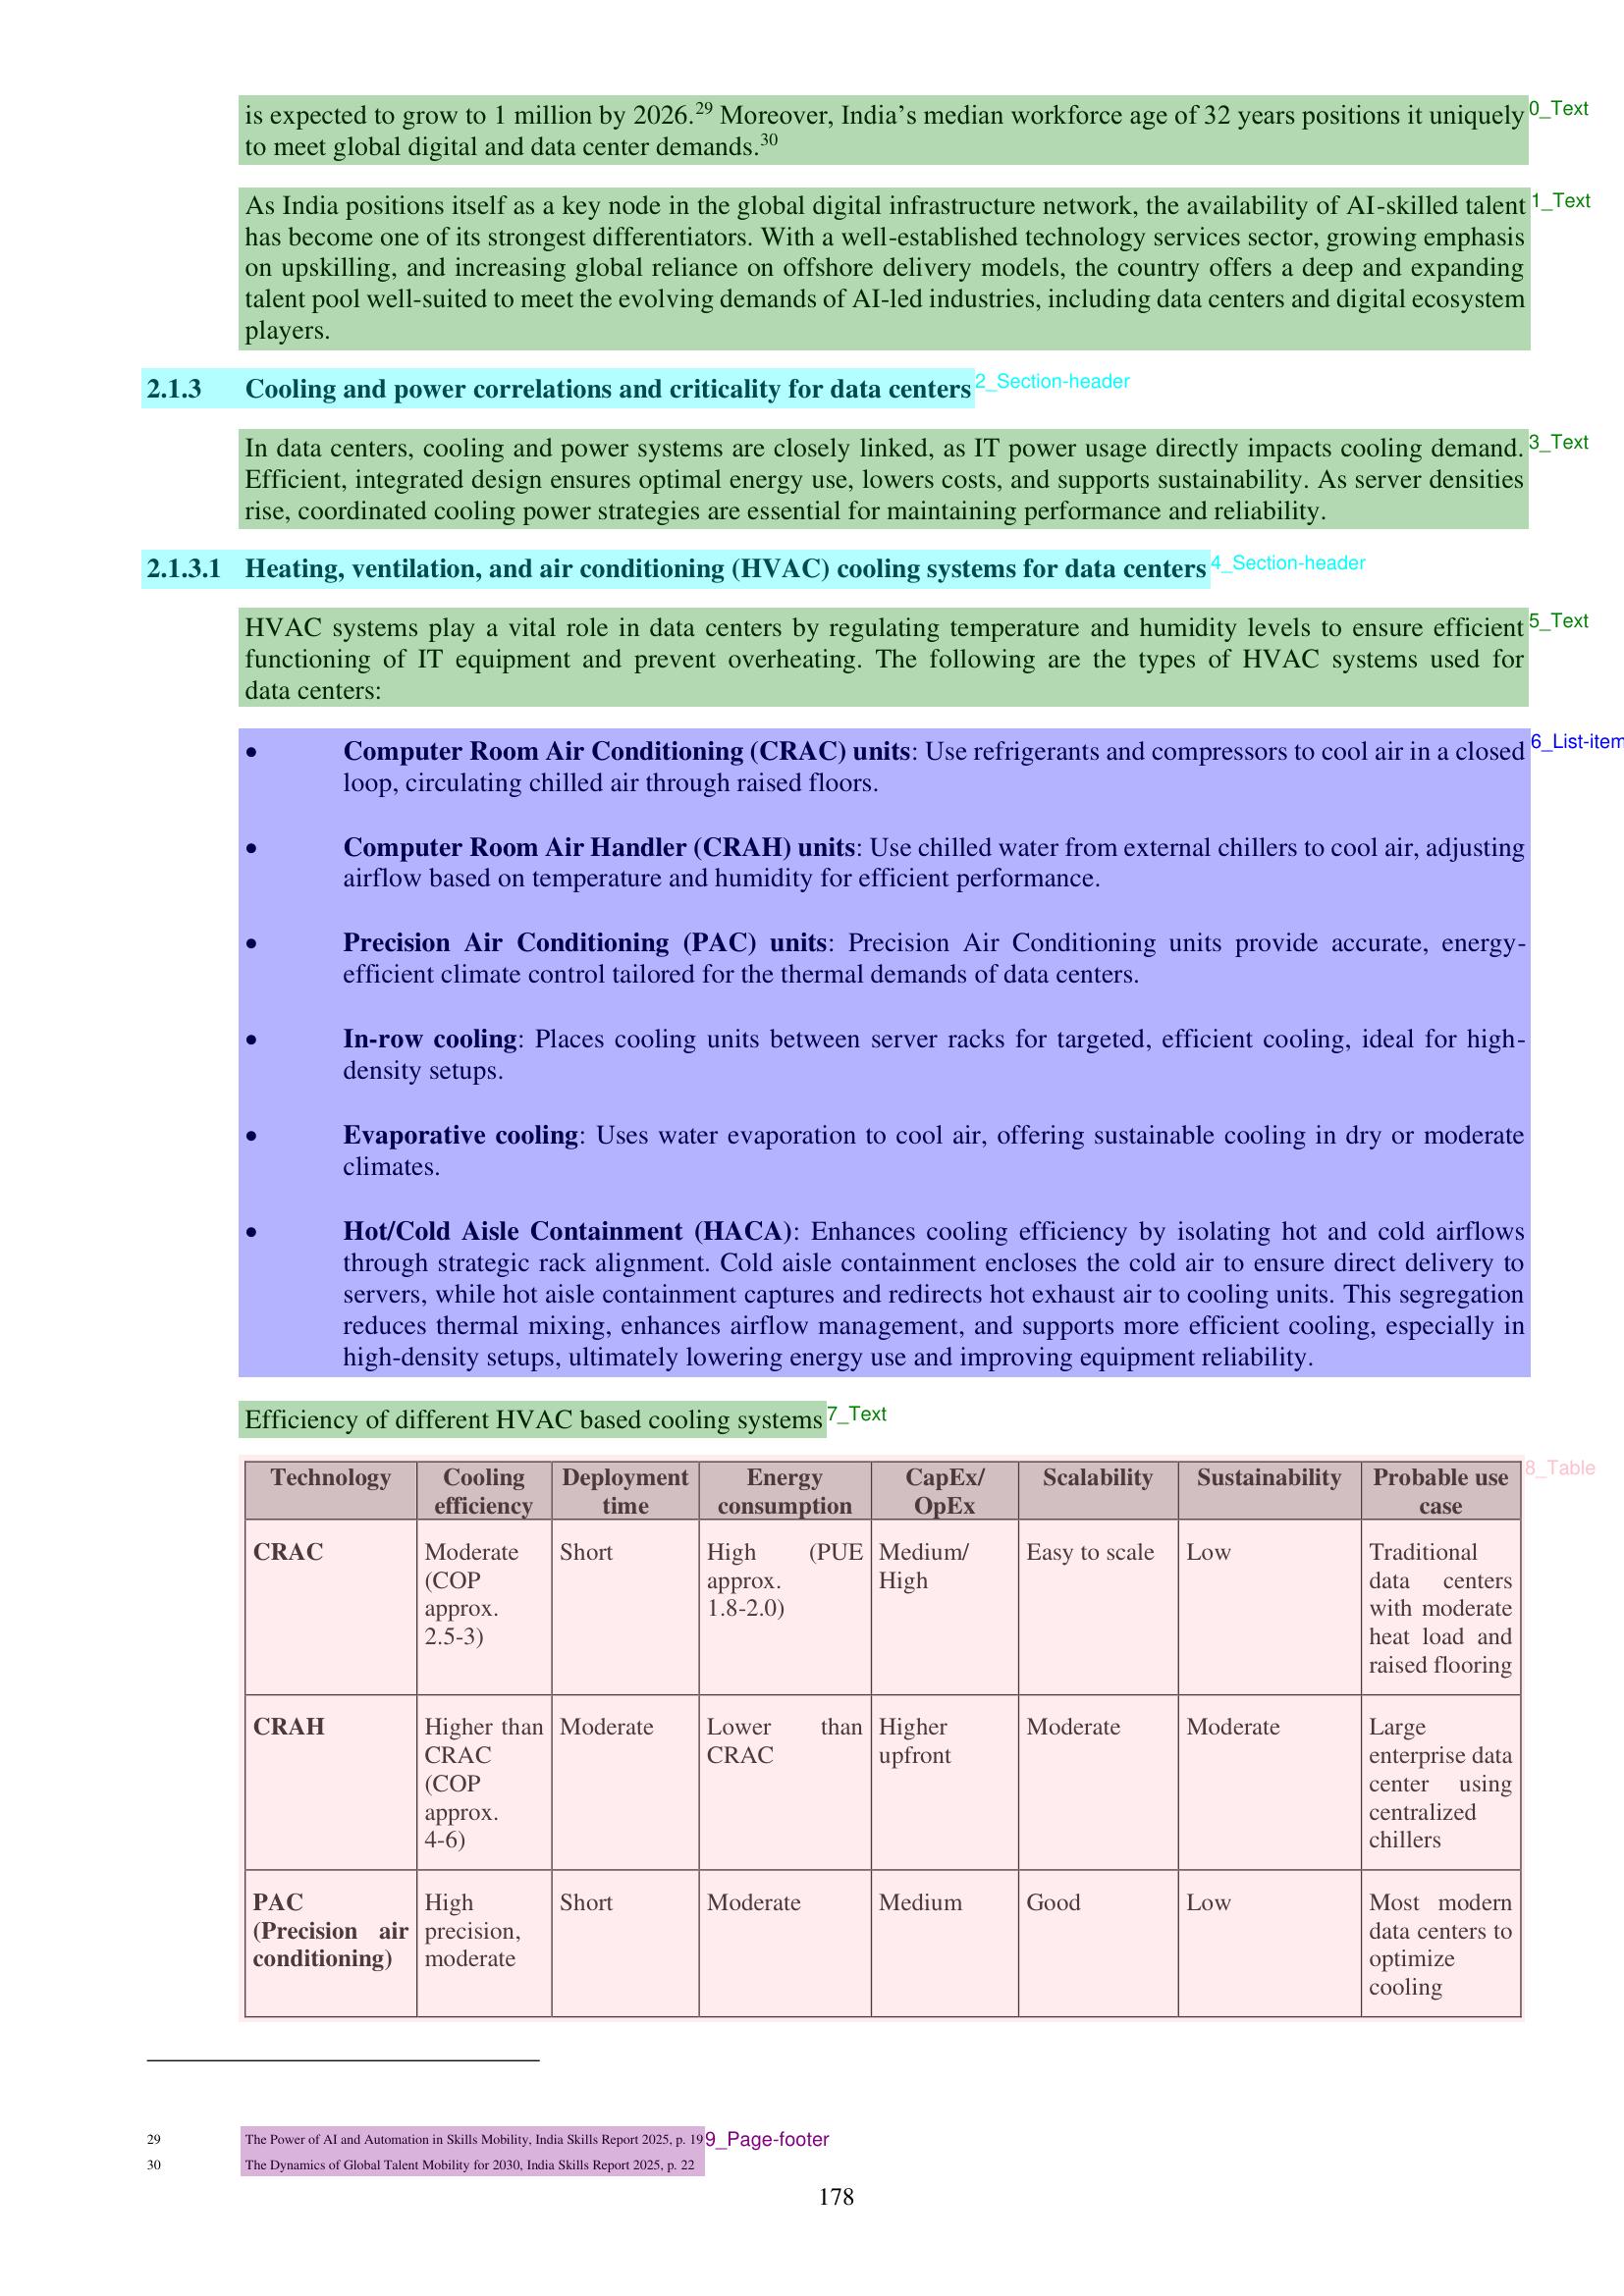 is expected to grow to 1 million by 2026.29 Moreover, India's median workforce age of 32 years positions it uniquely
to meet global digital and data center demands.30
0_Text
As India positions itself as a key node in the global digital infrastructure network, the availability of AI-skilled talent
has become one of its strongest differentiators. With a well-established technology services sector, growing emphasis
on upskilling, and increasing global reliance on offshore delivery models, the country offers a deep and expanding
talent pool well-suited to meet the evolving demands of AI-led industries, including data centers and digital ecosystem
players.
1_Text
2.1.3 Cooling and power correlations and criticality for data centers
2_Section-header
In data centers, cooling and power systems are closely linked, as IT power usage directly impacts cooling demand.
Efficient, integrated design ensures optimal energy use, lowers costs, and supports sustainability. As server densities
rise, coordinated cooling power strategies are essential for maintaining performance and reliability.
3_Text
2.1.3.1 Heating, ventilation, and air conditioning (HVAC) cooling systems for data centers
4_Section-header
HVAC systems play a vital role in data centers by regulating temperature and humidity levels to ensure efficient
functioning of IT equipment and prevent overheating. The following are the types of HVAC systems used for
data centers:
5_Text
• Computer Room Air Conditioning (CRAC) units: Use refrigerants and compressors to cool air in a closed
loop, circulating chilled air through raised floors.
6_List-item
• Computer Room Air Handler (CRAH) units: Use chilled water from external chillers to cool air, adjusting
airflow based on temperature and humidity for efficient performance.
• Precision Air Conditioning (PAC) units: Precision Air Conditioning units provide accurate, energy-
efficient climate control tailored for the thermal demands of data centers.
• In-row cooling: Places cooling units between server racks for targeted, efficient cooling, ideal for high-
density setups.
• Evaporative cooling: Uses water evaporation to cool air, offering sustainable cooling in dry or moderate
climates.
• Hot/Cold Aisle Containment (HACA): Enhances cooling efficiency by isolating hot and cold airflows
through strategic rack alignment. Cold aisle containment encloses the cold air to ensure direct delivery to
servers, while hot aisle containment captures and redirects hot exhaust air to cooling units. This segregation
reduces thermal mixing, enhances airflow management, and supports more efficient cooling, especially in
high-density setups, ultimately lowering energy use and improving equipment reliability.
Efficiency of different HVAC based cooling systems
7_Text
8_Table
Technology
Cooling
efficiency
Deployment
time
Energy
consumption
CapEx/
OpEx
Scalability
Sustainability
Probable use
case
CRAC
Moderate
(COP
approx.
2.5-3)
Short
High (PUE
approx.
1.8-2.0)
Medium/
High
Easy to scale
Low
Traditional
data centers
with moderate
heat load and
raised flooring
CRAH
Higher than
CRAC
(COP
approx.
4-6)
Moderate
Lower than
CRAC
Higher
upfront
Moderate
Moderate
Large
enterprise data
center using
centralized
chillers
PAC
(Precision air
conditioning)
High
precision,
moderate
Short
Moderate
Medium
Good
Low
Most modern
data centers to
optimize
cooling
29 The Power of AI and Automation in Skills Mobility, India Skills Report 2025, p. 19
9_Page-footer
30 The Dynamics of Global Talent Mobility for 2030, India Skills Report 2025, p. 22
178